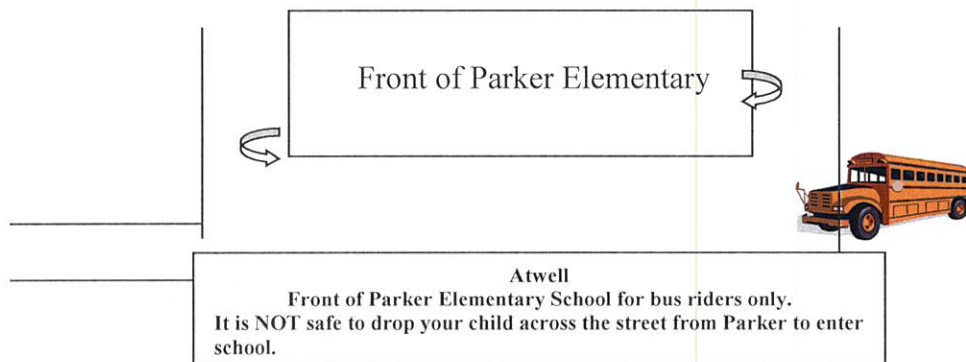 Front of Parker Elementary
Atwell
Front of Parker Elementary School for bus riders only.
It is NOT safe to drop your child across the street from Parker to enter
school.